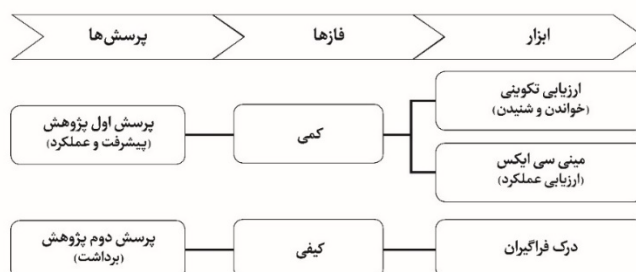 پرسش‌ها
فازها
ابزار
پرسش اول پژوهش
(پیشرفت و عملکرد)
کمی
ارزیابی تکوینی
(خواندن و شنیدن)
مینی سی ایکس
(ارزیابی عملکرد)
پرسش دوم پژوهش
(برداشت)
کیفی
درک فراگیران